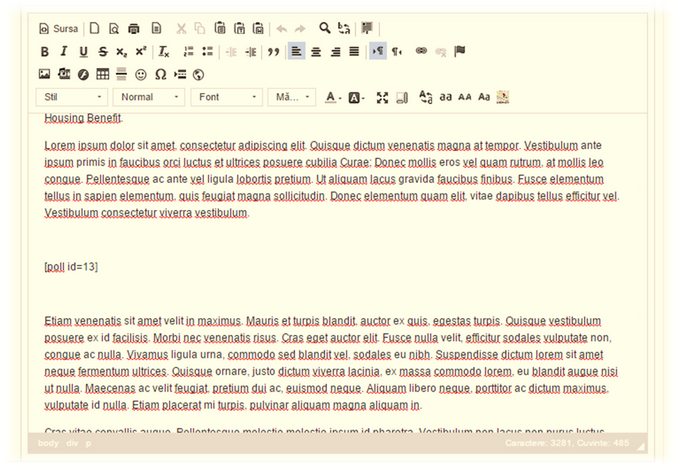 Sursa
Stil Normal Font Mă...
Housing Benefit.
Lorem ipsum dolor sit amet, consectetur adipiscing elit. Quisque dictum venenatis magna at tempor. Vestibulum ante
ipsum primis in faucibus orci luctus et ultrices posuere cubilia Curae; Donec mollis eros vel quam rutrum, at mollis leo
congue. Pellentesque ac ante vel ligula lobortis pretium. Ut aliquam lacus gravida faucibus finibus. Fusce elementum
tellus in sapien elementum, quis feugiat magna sollicitudin. Donec elementum quam elit, vitae dapibus tellus efficitur vel.
Vestibulum consectetur viverra vestibulum.
[poll id=13]
Etiam venenatis sit amet velit in maximus. Mauris et turpis blandit, auctor ex quis, egestas turpis. Quisque vestibulum
posuere ex id facilisis. Morbi nec venenatis risus. Cras eget auctor elit. Fusce nulla velit, efficitur sodales vulputate non,
congue ac nulla. Vivamus ligula urna, commodo sed blandit vel, sodales eu nibh. Suspendisse dictum lorem sit amet
neque fermentum ultrices. Quisque ornare, justo dictum viverra lacinia, ex massa commodo lorem, eu blandit augue nisi
ut nulla. Maecenas ac velit feugiat, pretium dui ac, euismod neque. Aliquam libero neque, porttitor ac dictum maximus,
vulputate id nulla. Etiam placerat mi turpis, pulvinar aliquam magna aliquam in.
Cras vitae convallis augue. Pellentesque molestie molestie ipsum id pharetra. Vestibulum non lacus non purus luctus
body div p Caractere: 3281, Cuvinte: 485